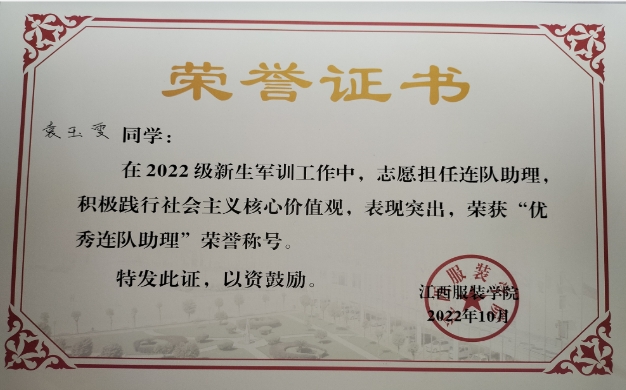 荣誉证书
袁玉雯 同学：
在2022级新生军训工作中，志愿担任连队助理，
积极践行社会主义核心价值观，表现突出，荣获“优
秀连队助理”荣誉称号。
特发此证，以资鼓励。
江西服装学院
2022年10月